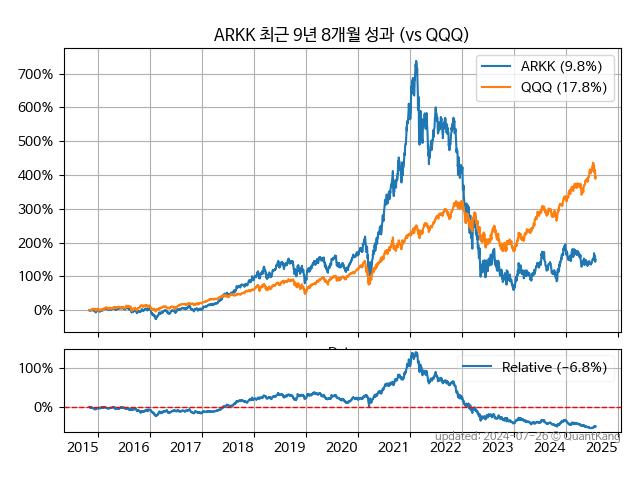 ARKK 최근 9년 8개월 성과 (vs QQQ)
ARKK (9.8%)
QQQ (17.8%)
700%
600%
500%
400%
300%
200%
100%
0%
Relative (−6.8%)
100%
0%
updated: 2024-07-26 © QuantKang
2015 2016 2017 2018 2019 2020 2021 2022 2023 2024 2025